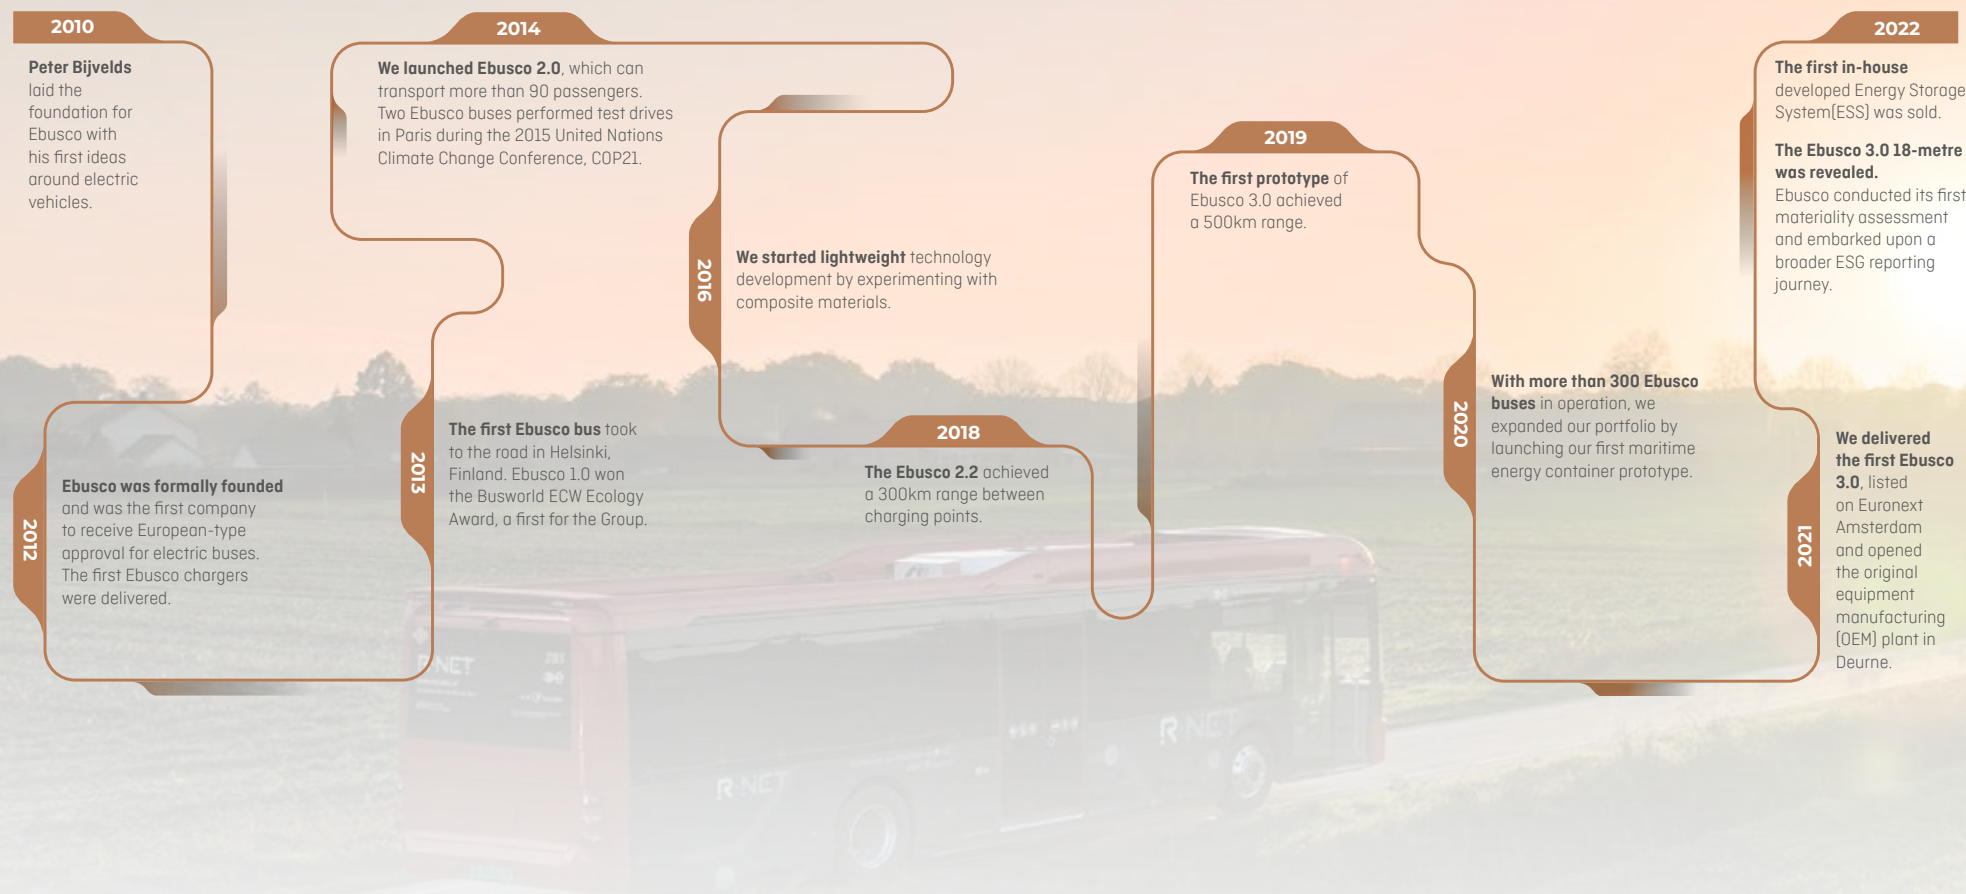 2010
Peter Bijvelds
laid the
foundation for
Ebusco with
his first ideas
around electric
vehicles.
2012
Ebusco was formally founded
and was the first company
to receive European-type
approval for electric buses.
The first Ebusco chargers
were delivered.
2013
The first Ebusco bus took
to the road in Helsinki,
Finland. Ebusco 1.0 won
the Busworld ECW Ecology
Award, a first for the Group.
2014
We launched Ebusco 2.0, which can
transport more than 90 passengers.
Two Ebusco buses performed test drives
in Paris during the 2015 United Nations
Climate Change Conference, COP21.
2016
We started lightweight technology
development by experimenting with
composite materials.
2018
The Ebusco 2.2 achieved
a 300km range between
charging points.
2019
The first prototype of
Ebusco 3.0 achieved
a 500km range.
2020
With more than 300 Ebusco
buses in operation, we
expanded our portfolio by
launching our first maritime
energy container prototype.
2021
We delivered
the first Ebusco
3.0, listed
on Euronext
Amsterdam
and opened
the original
equipment
manufacturing
(OEM) plant in
Deurne.
2022
The first in-house
developed Energy Storage
System(ESS) was sold.
The Ebusco 3.0 18-metre
was revealed.
Ebusco conducted its first
materiality assessment
and embarked upon a
broader ESG reporting
journey.
R-NET
R-NET
R-NET